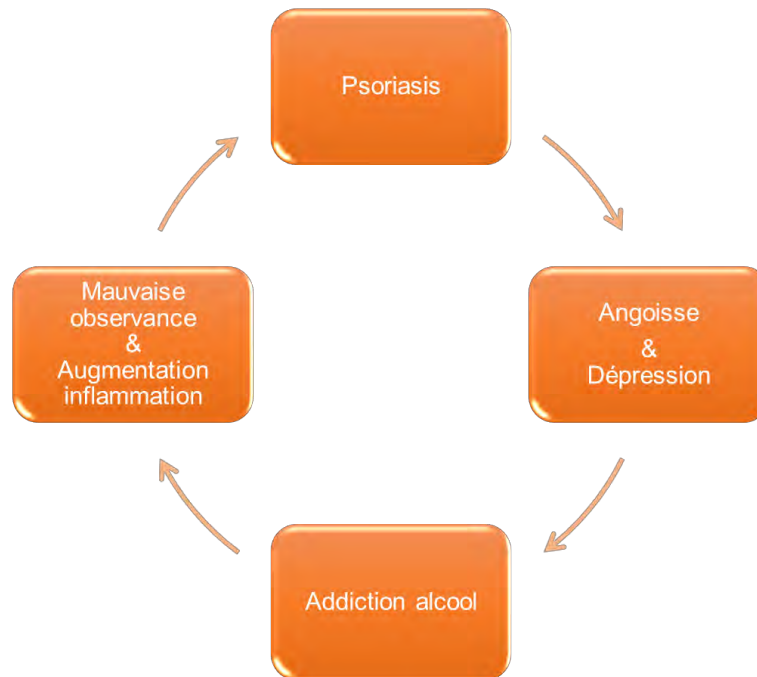 Psoriasis
Angoisse
&
Dépression
Addiction alcool
Mauvaise
observance
&
Augmentation
inflammation